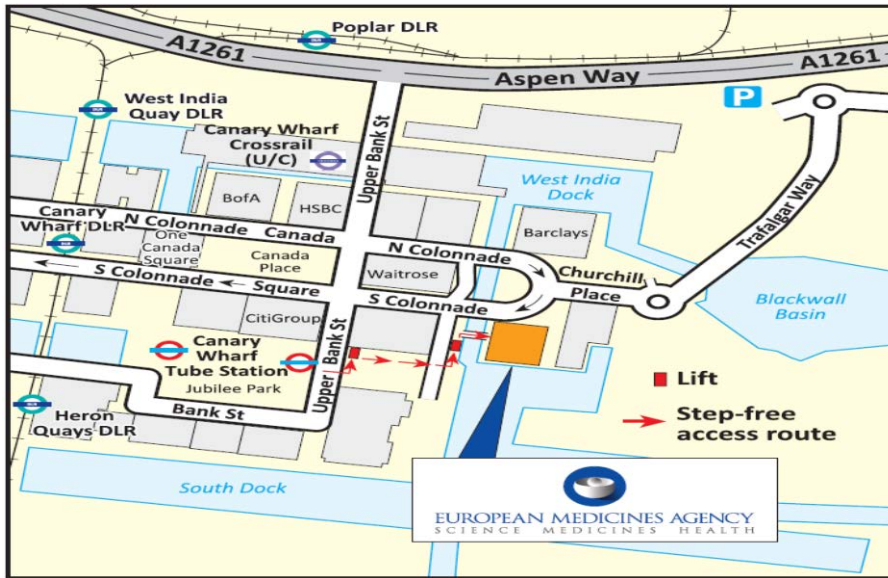 Poplar DLR
A1261
Aspen Way
A1261
P
West India
Quay DLR
Canary Wharf
Crossrail
(U/C)
Upper Bank St
West India
Dock
Trafalgar Way
BofA
HSBC
Canary
Wharf DLR
N Colonnade
Canada
One
Canada
Square
Canada
Place
N Colonnade
Barclays
Churchill
Place
Waitrose
S Colonnade
Square
S Colonnade
Blackwall
Basin
CitiGroup
Upper Bank St
Canary
Wharf
Tube Station
Jubilee Park
Lift
Step-free
access route
Bank St
Heron
Quays DLR
South Dock
EUROPEAN MEDICINES AGENCY
SCIENCE MEDICINES HEALTH